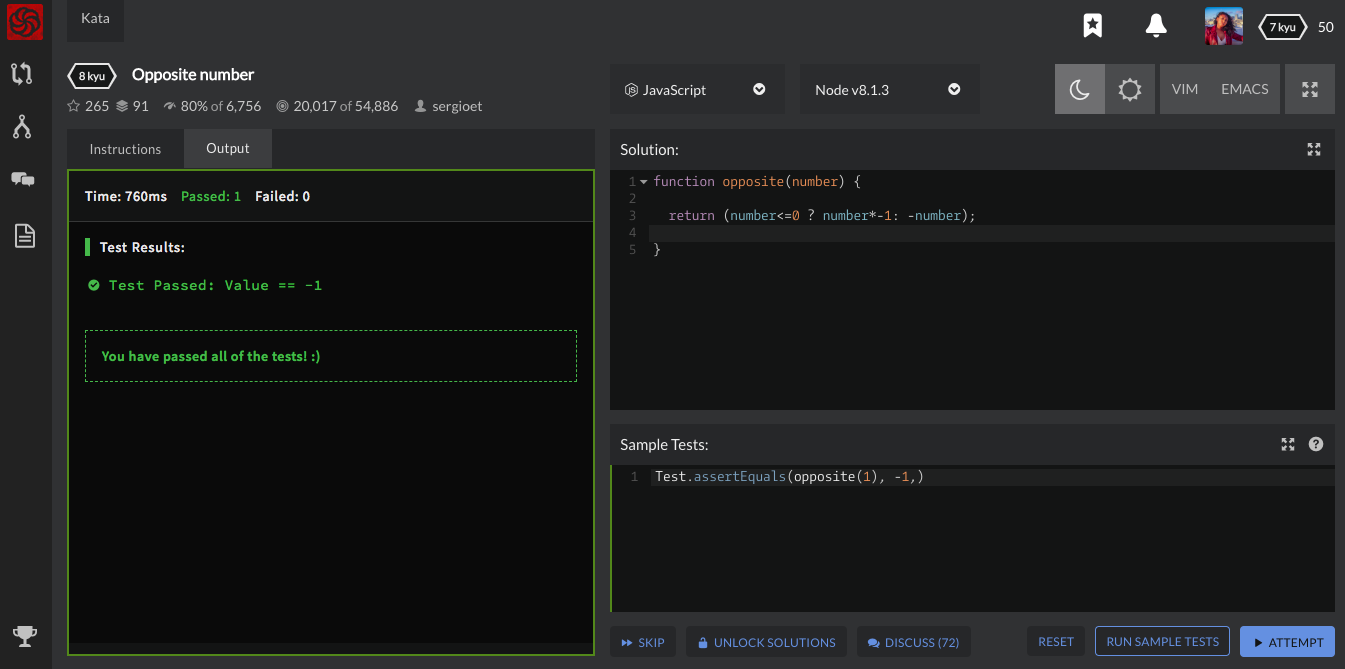 Kata
7 kyu 50
8 kyu Opposite number
265 91 80% of 6,756 20,017 of 54,886 sergioet
JavaScript
Node v8.1.3
VIM EMACS
Instructions Output
Time: 760ms Passed: 1 Failed: 0
Test Results:
Test Passed: Value == -1
You have passed all of the tests! :)
Solution:
1 function opposite(number) {
2
3 return (number<=0 ? number*-1: -number);
4
5 }
Sample Tests:
1 Test.assertEquals(opposite(1), -1,)
SKIP UNLOCK SOLUTIONS DISCUSS (72) RESET RUN SAMPLE TESTS ATTEMPT